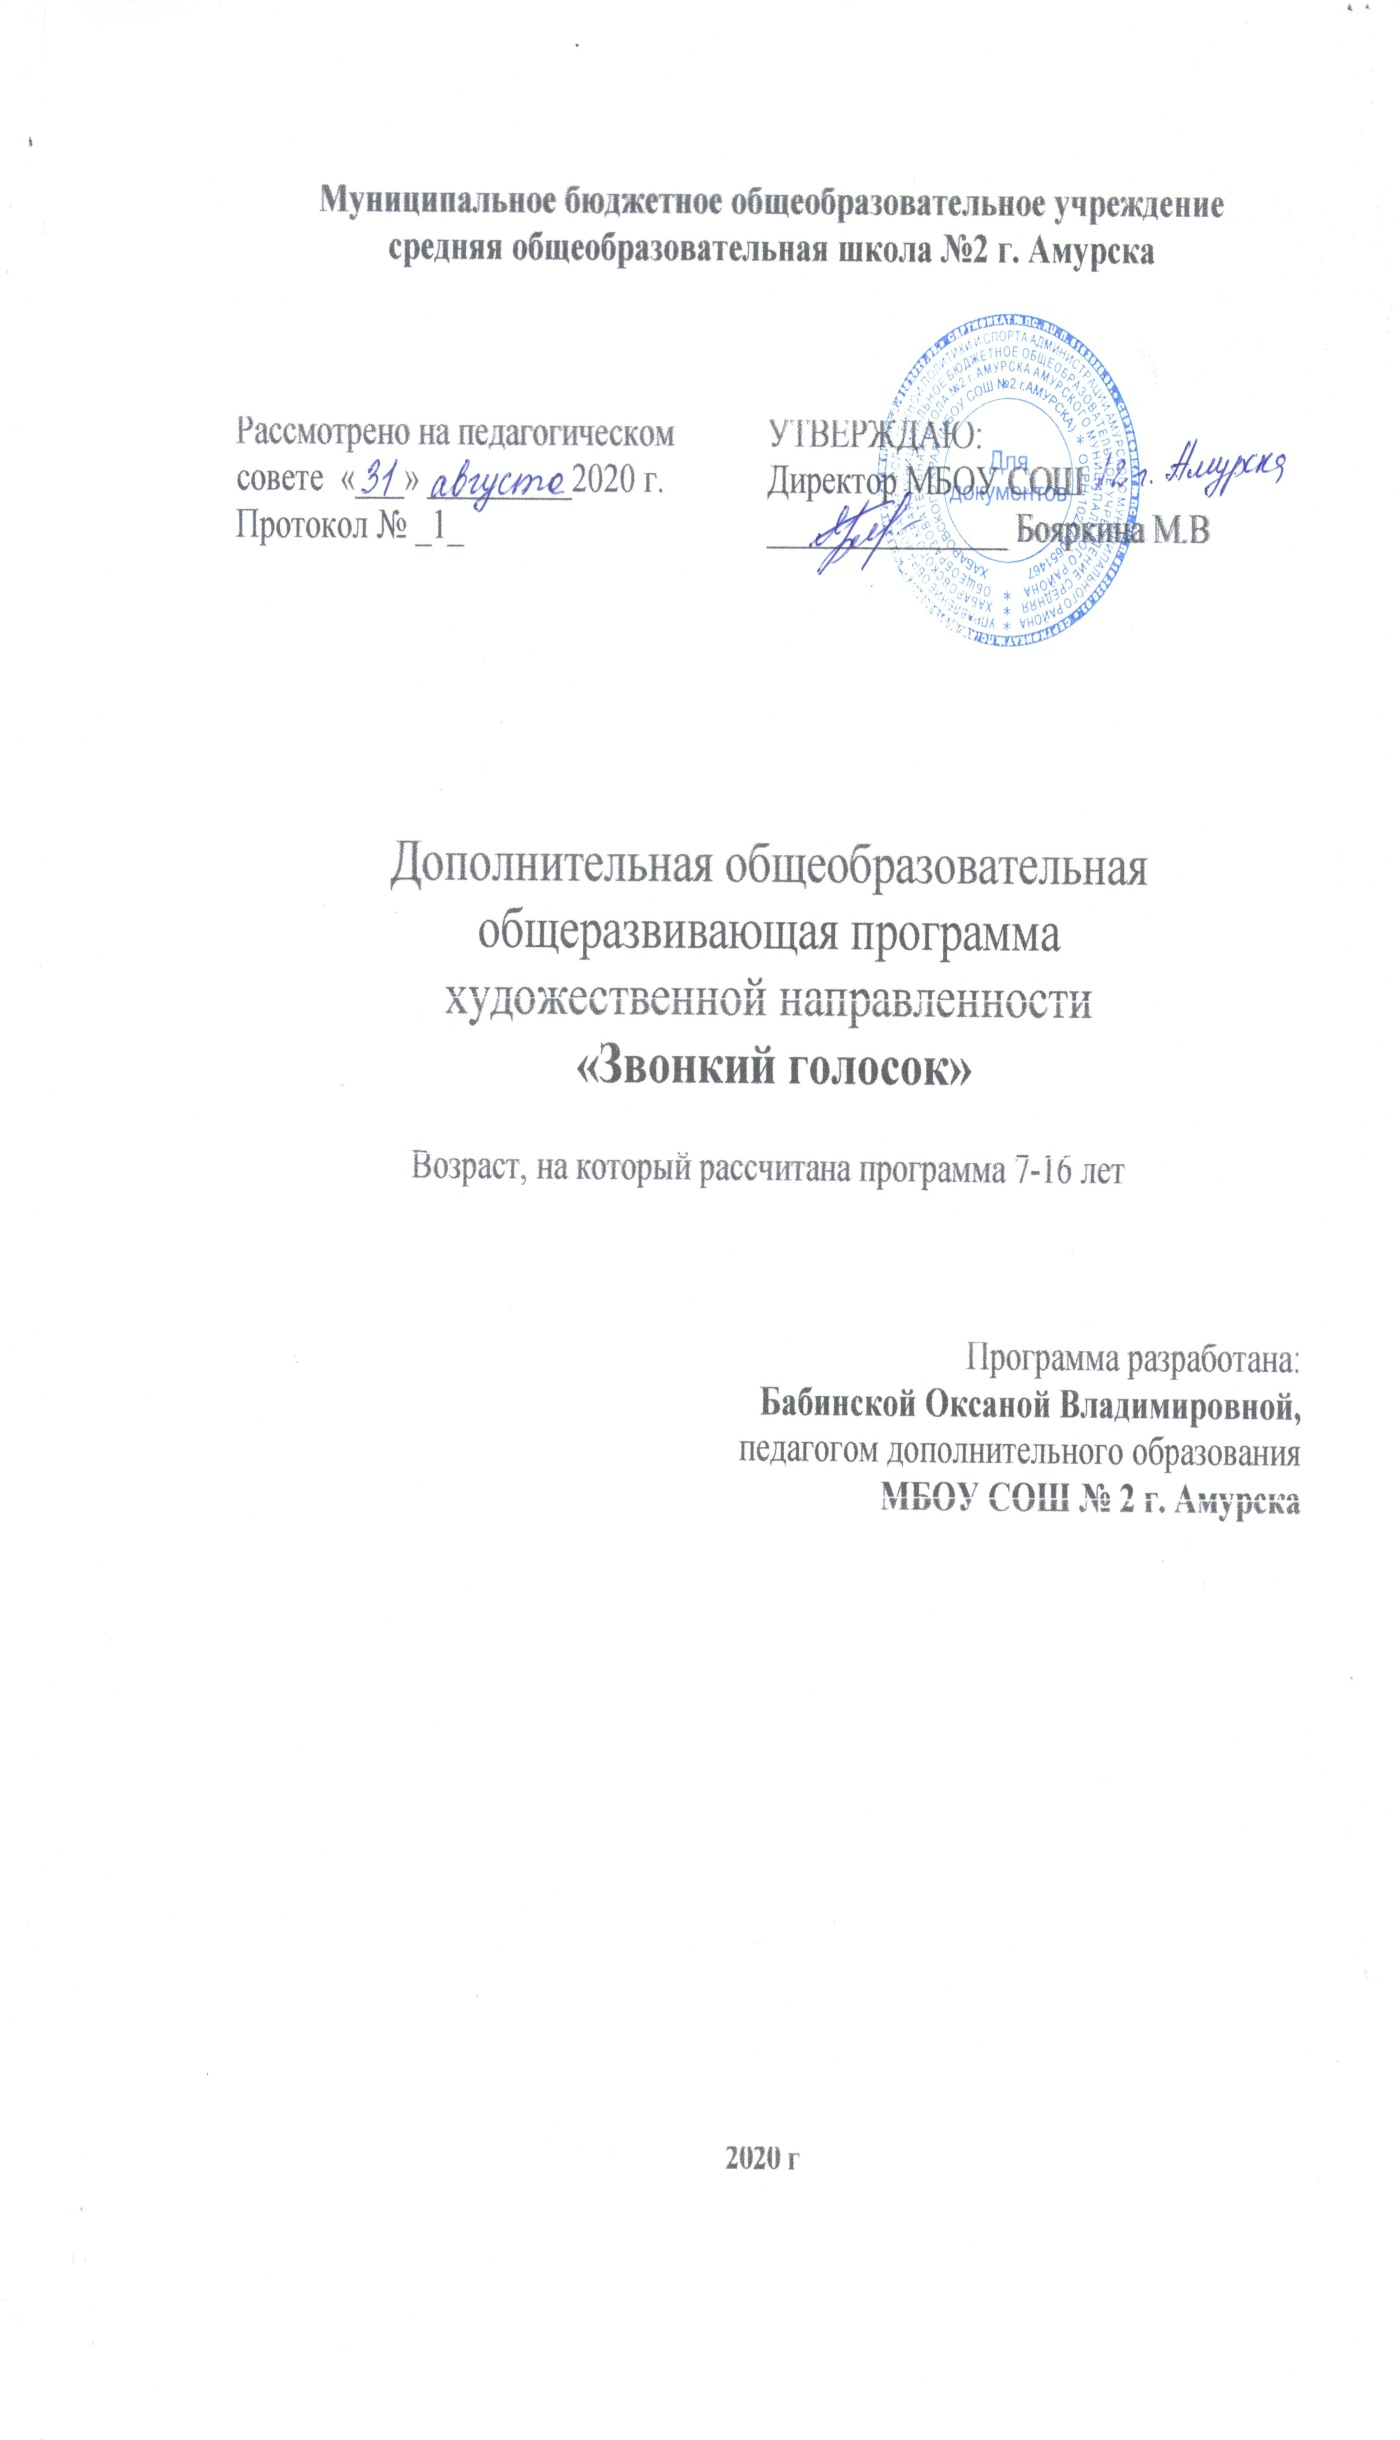 Муниципальное бюджетное общеобразовательное учреждение
средняя общеобразовательная школа №2 г. Амурска
Рассмотрено на педагогическом
совете «31» августа 2020 г.
Протокол № _1_
УТВЕРЖДАЮ:
Директор МБОУ СОШ г. Амурска
Бояркина М.В
Для
документов
Дополнительная общеобразовательная
общеразвивающая программа
художественной направленности
«Звонкий голосок»
Возраст, на который рассчитана программа 7-16 лет
Программа разработана:
Бабинской Оксаной Владимировной,
педагогом дополнительного образования
МБОУ СОШ № 2 г. Амурска
2020 г